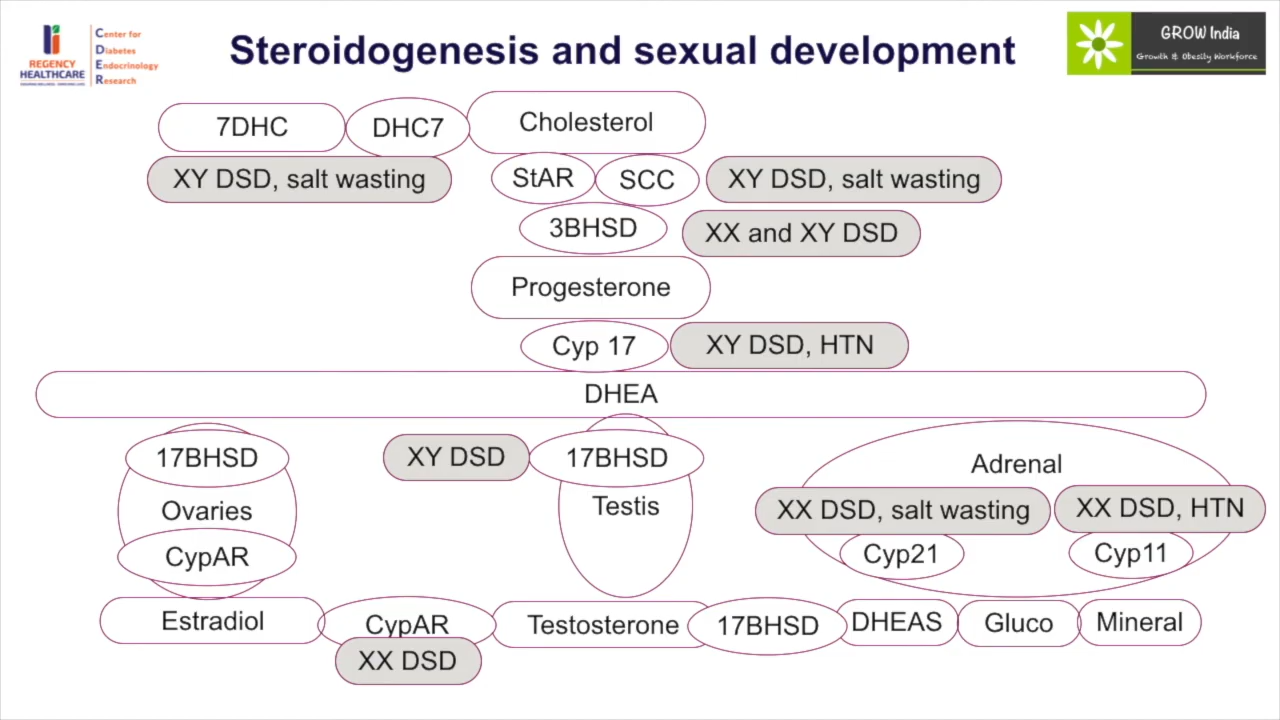 REGENCY
HEALTHCARE
Center for
Diabetes
Endocrinology
Research
Steroidogenesis and sexual development
GROW India
Growth & Obesity Workforce
7DHC
DHC7
Cholesterol
XY DSD, salt wasting
StAR
SCC
XY DSD, salt wasting
3BHSD
XX and XY DSD
Progesterone
Cyp 17
XY DSD, HTN
DHEA
17BHSD
XY DSD
17BHSD
Adrenal
Ovaries
Testis
XX DSD, salt wasting
XX DSD, HTN
CypAR
Cyp21
Cyp11
Estradiol
CypAR
Testosterone
17BHSD
DHEAS
Gluco
Mineral
XX DSD